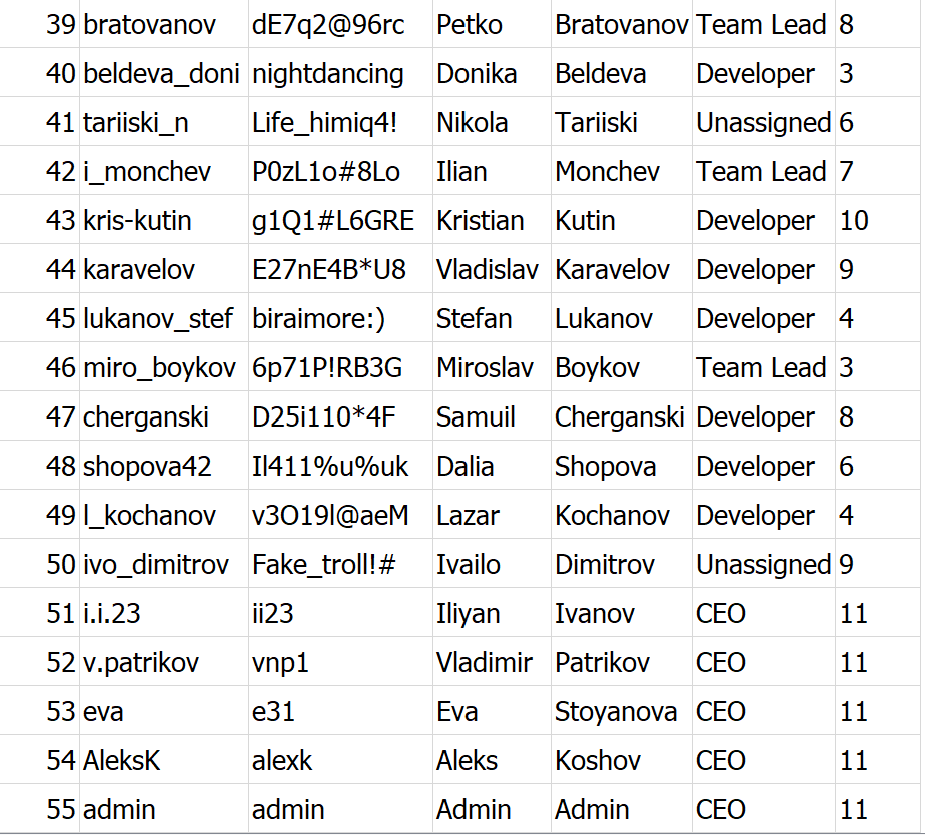 39 bratovanov dE7q2@96rc Petko Bratovanov Team Lead 8
40 beldeva_doni nightdancing Donika Beldeva Developer 3
41 tariiski_n Life_himiq4! Nikola Tariiski Unassigned 6
42 i_monchev P0zL1o#8Lo Ilian Monchev Team Lead 7
43 kris-kutin g1Q1#L6GRE Kristian Kutin Developer 10
44 karavelov E27nE4B*U8 Vladislav Karavelov Developer 9
45 lukanov_stef biraimore:) Stefan Lukanov Developer 4
46 miro_boykov 6p71P!RB3G Miroslav Boykov Team Lead 3
47 cherganski D25i110*4F Samuil Cherganski Developer 8
48 shopova42 Il411%u%uk Dalia Shopova Developer 6
49 l_kochanov v3O19l@aeM Lazar Kochanov Developer 4
50 ivo_dimitrov Fake_troll!# Ivailo Dimitrov Unassigned 9
51 i.i.23 ii23 Iliyan Ivanov CEO 11
52 v.patrikov vnp1 Vladimir Patrikov CEO 11
53 eva e31 Eva Stoyanova CEO 11
54 AleksK alexk Aleks Koshov CEO 11
55 admin admin Admin Admin CEO 11